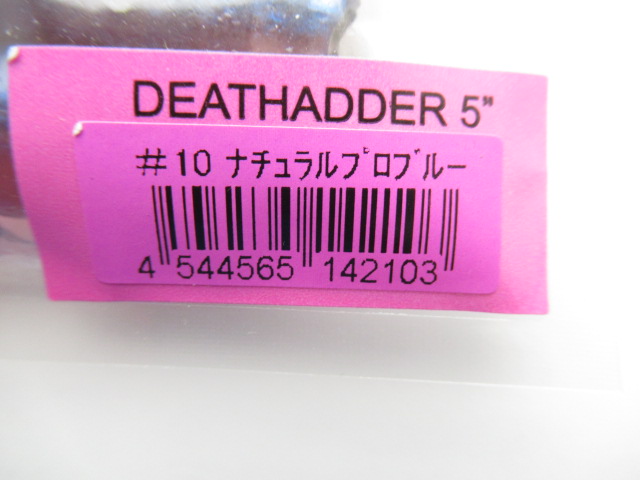 DEATHADDER 5"
#10 ﾅﾁｭﾗﾙﾌﾟﾛﾌﾞﾙｰ
4 544565 142103